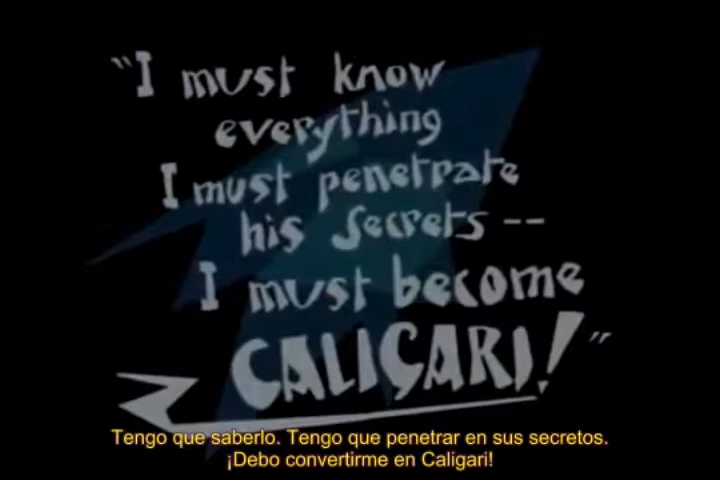 "I must know
everything
I must penetrate
his secrets --
I must become
CALIGARI!"
Tengo que saberlo. Tengo que penetrar en sus secretos.
¡Debo convertirme en Caligari!